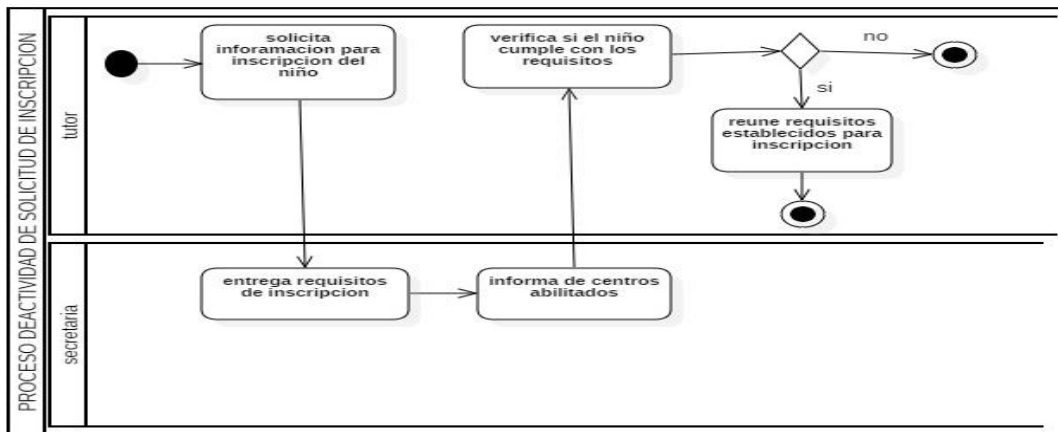 PROCESO DEACTIVIDAD DE SOLICITUD DE INSCRIPCION
tutor
solicita
inforamacion para
inscripcion del
niño
verifica si el niño
cumple con los
requisitos
no
si
reune requisitos
establecidos para
inscripcion
secretaria
entrega requisitos
de inscripcion
informa de centros
abilitados